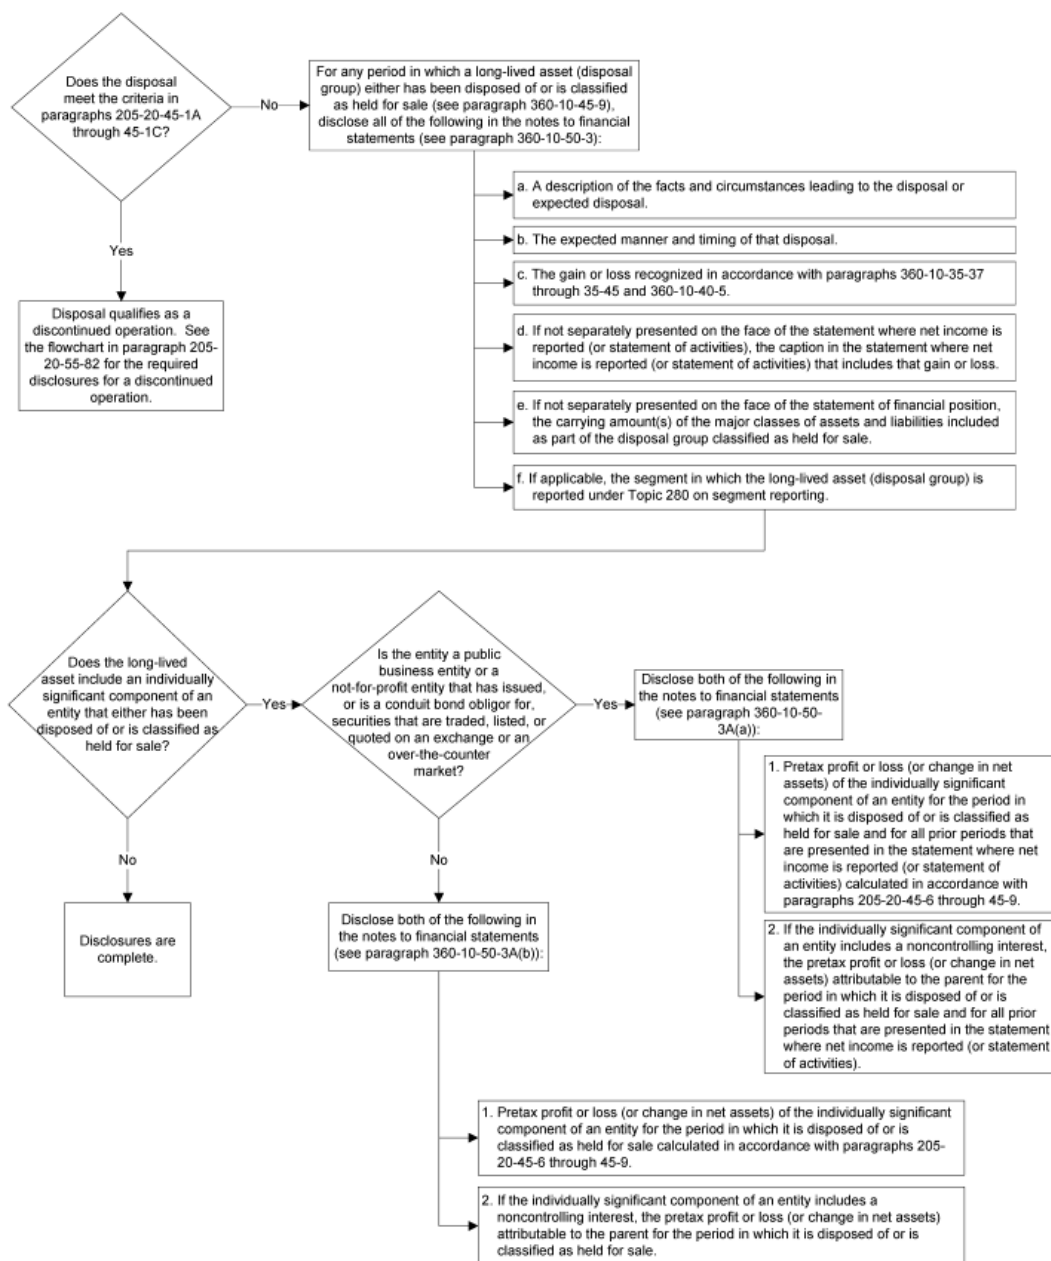 Does the disposal
meet the criteria in
paragraphs 205-20-45-1A
through 45-1C?
No
For any period in which a long-lived asset (disposal
group) either has been disposed of or is classified
as held for sale (see paragraph 360-10-45-9),
disclose all of the following in the notes to financial
statements (see paragraph 360-10-50-3):
a. A description of the facts and circumstances leading to the disposal or
expected disposal.
b. The expected manner and timing of that disposal.
c. The gain or loss recognized in accordance with paragraphs 360-10-35-37
through 35-45 and 360-10-40-5.
d. If not separately presented on the face of the statement where net income is
reported (or statement of activities), the caption in the statement where net
income is reported (or statement of activities) that includes that gain or loss.
e. If not separately presented on the face of the statement of financial position,
the carrying amount(s) of the major classes of assets and liabilities included
as part of the disposal group classified as held for sale.
f. If applicable, the segment in which the long-lived asset (disposal group) is
reported under Topic 280 on segment reporting.
Yes
Disposal qualifies as a
discontinued operation. See
the flowchart in paragraph 205-
20-55-82 for the required
disclosures for a discontinued
operation.
Does the long-lived
asset include an individually
significant component of an
entity that either has been
disposed of or is classified as
held for sale?
Yes
Is the entity a public
business entity or a
not-for-profit entity that has issued,
or is a conduit bond obligor for,
securities that are traded, listed, or
quoted on an exchange or an
over-the-counter
market?
Yes
Disclose both of the following in
the notes to financial statements
(see paragraph 360-10-50-
3A(a)):
1. Pretax profit or loss (or change in net
assets) of the individually significant
component of an entity for the period in
which it is disposed of or is classified as
held for sale and for all prior periods that
are presented in the statement where net
income is reported (or statement of
activities) calculated in accordance with
paragraphs 205-20-45-6 through 45-9.
2. If the individually significant component of
an entity includes a noncontrolling interest,
the pretax profit or loss (or change in net
assets) attributable to the parent for the
period in which it is disposed of or is
classified as held for sale and for all prior
periods that are presented in the statement
where net income is reported (or statement
of activities).
No
Disclosures are
complete.
No
Disclose both of the following in
the notes to financial statements
(see paragraph 360-10-50-3A(b)):
1. Pretax profit or loss (or change in net assets) of the individually significant
component of an entity for the period in which it is disposed of or is
classified as held for sale calculated in accordance with paragraphs 205-
20-45-6 through 45-9.
2. If the individually significant component of an entity includes a
noncontrolling interest, the pretax profit or loss (or change in net assets)
attributable to the parent for the period in which it is disposed of or is
classified as held for sale.